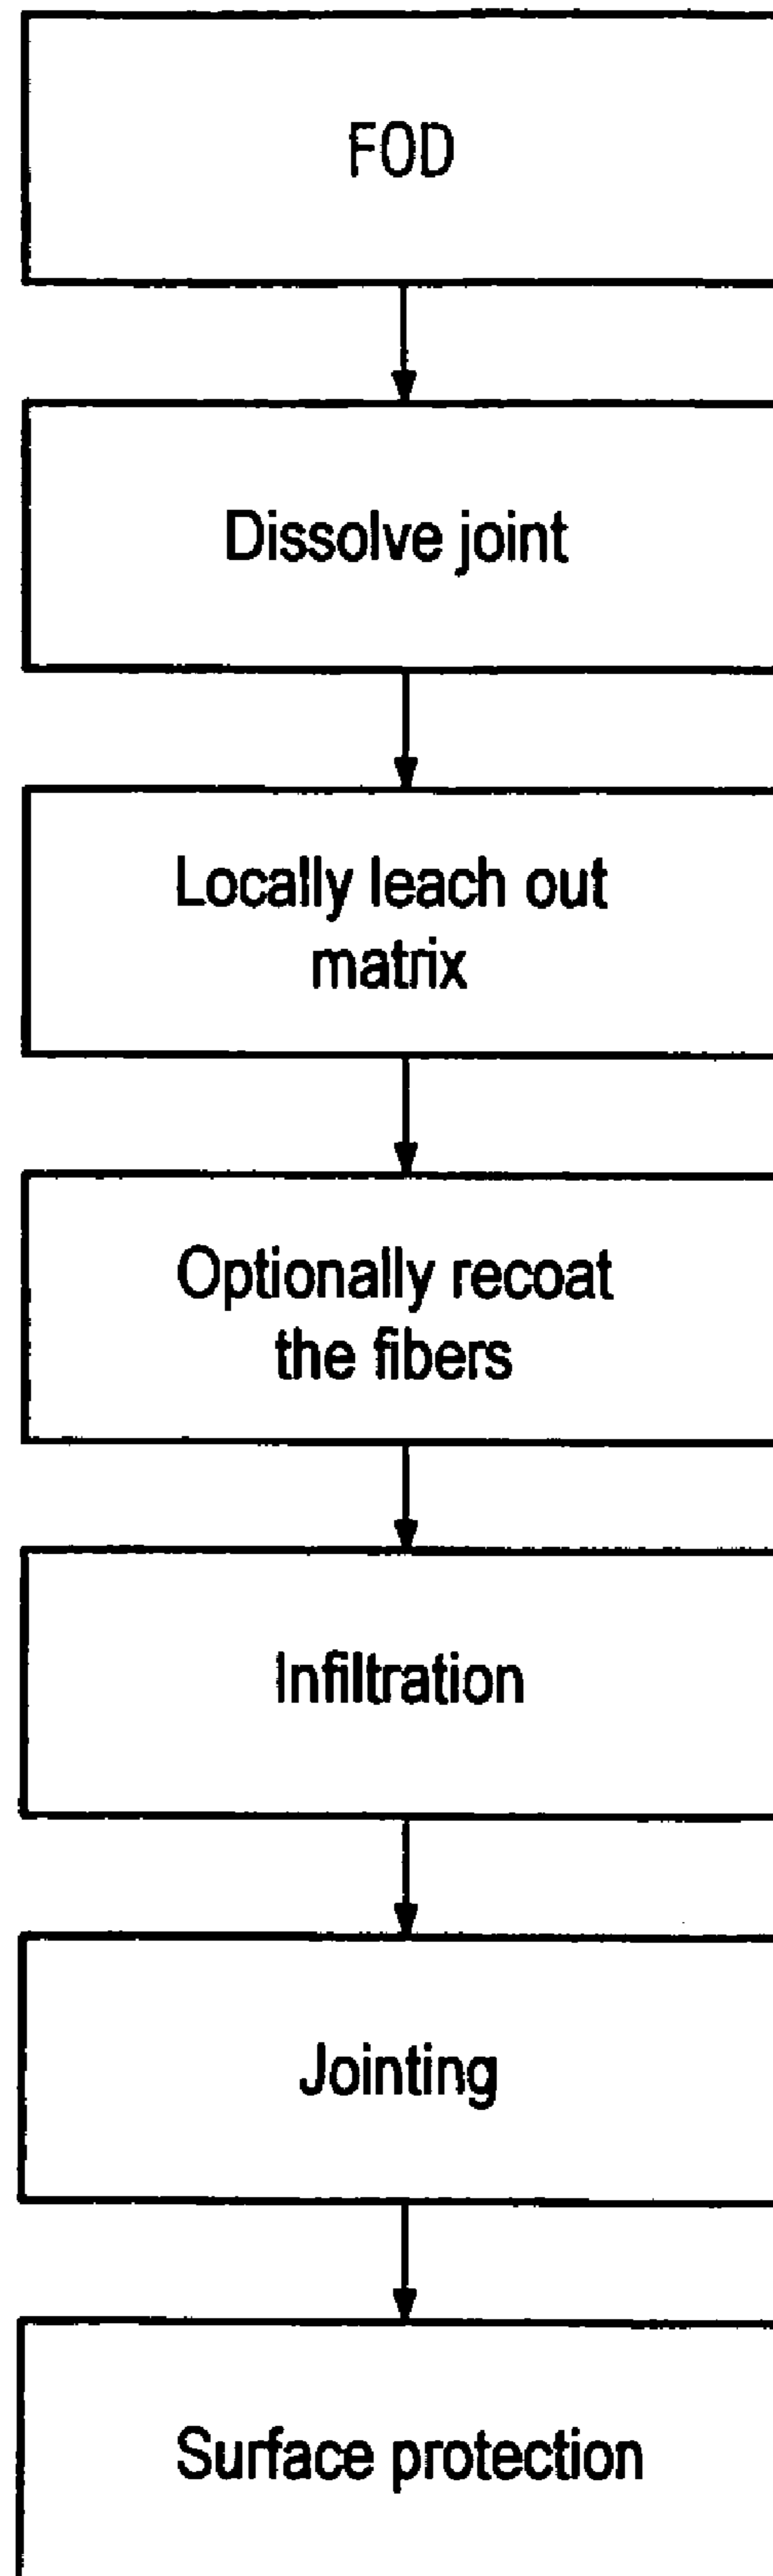 FOD
Dissolve joint
Locally leach out
matrix
Optionally recoat
the fibers
Infiltration
Jointing
Surface protection